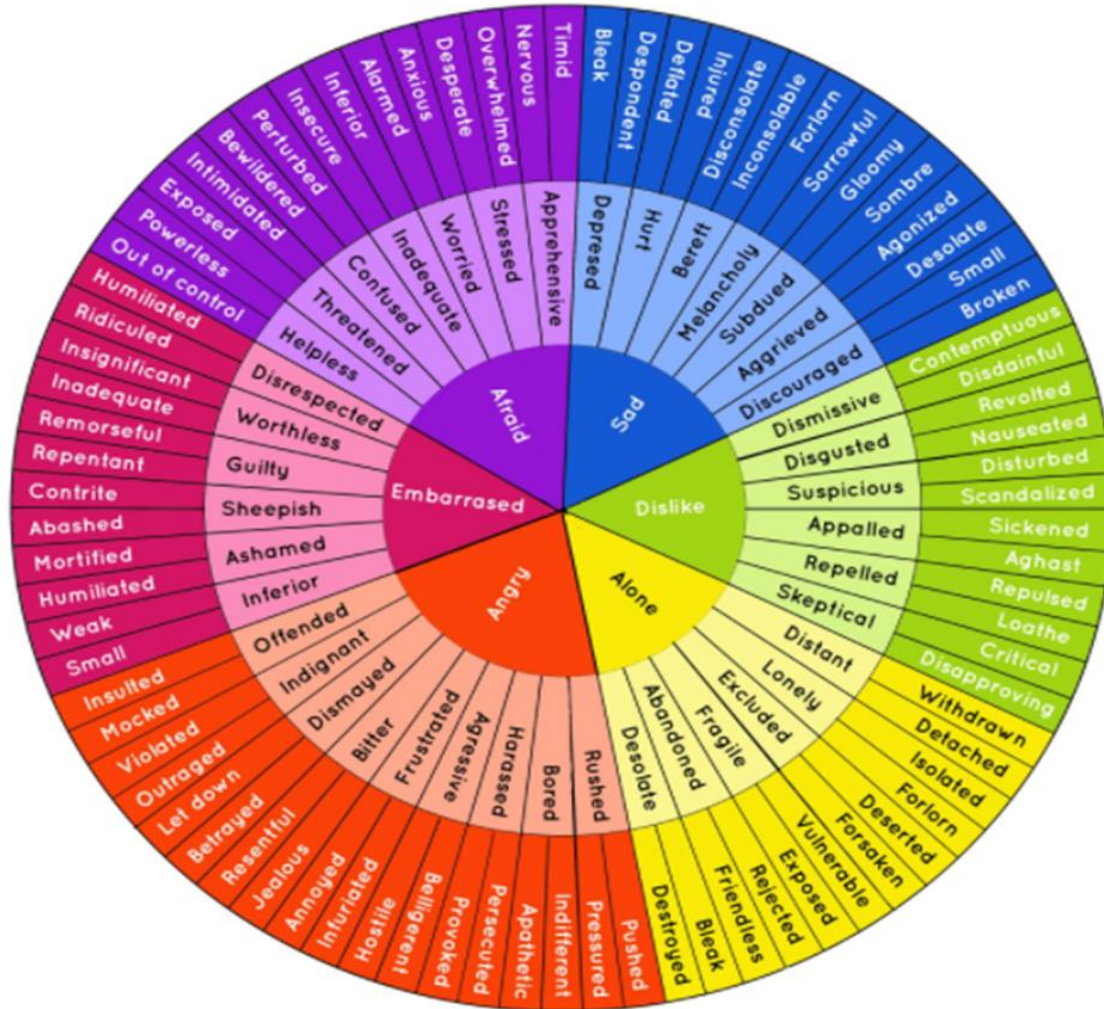 Afraid
Sad
Dislike
Alone
Angry
Embarrased
Apprehensive
Stressed
Worried
Inadequate
Confused
Threatened
Helpless
Depresed
Hurt
Bereft
Melancholy
Subdued
Aggrieved
Discouraged
Dismissive
Disgusted
Suspicious
Appalled
Repelled
Skeptical
Distant
Lonely
Excluded
Fragile
Abandoned
Desolate
Rushed
Bored
Harassed
Agressive
Frustrated
Bitter
Dismayed
Indignant
Offended
Inferior
Ashamed
Sheepish
Guilty
Worthless
Disrespected
Timid
Nervous
Overwhelmed
Desperate
Anxious
Alarmed
Inferior
Insecure
Perturbed
Bewildered
Intimidated
Exposed
Powerless
Out of control
Bleak
Despondent
Deflated
Injured
Disconsolate
Inconsolable
Forlorn
Sorrowful
Gloomy
Sombre
Agonized
Desolate
Small
Broken
Contemptuous
Disdainful
Revolted
Nauseated
Disturbed
Scandalized
Sickened
Aghast
Repulsed
Loathe
Critical
Disapproving
Withdrawn
Detached
Isolated
Forlorn
Deserted
Forsaken
Vulnerable
Exposed
Rejected
Friendless
Bleak
Destroyed
Pushed
Pressured
Indifferent
Apathetic
Persecuted
Provoked
Belligerent
Hostile
Infuriated
Annoyed
Jealous
Resentful
Betrayed
Let down
Outraged
Violated
Mocked
Insulted
Small
Weak
Humiliated
Mortified
Abashed
Contrite
Repentant
Remorseful
Inadequate
Insignificant
Ridiculed
Humiliated